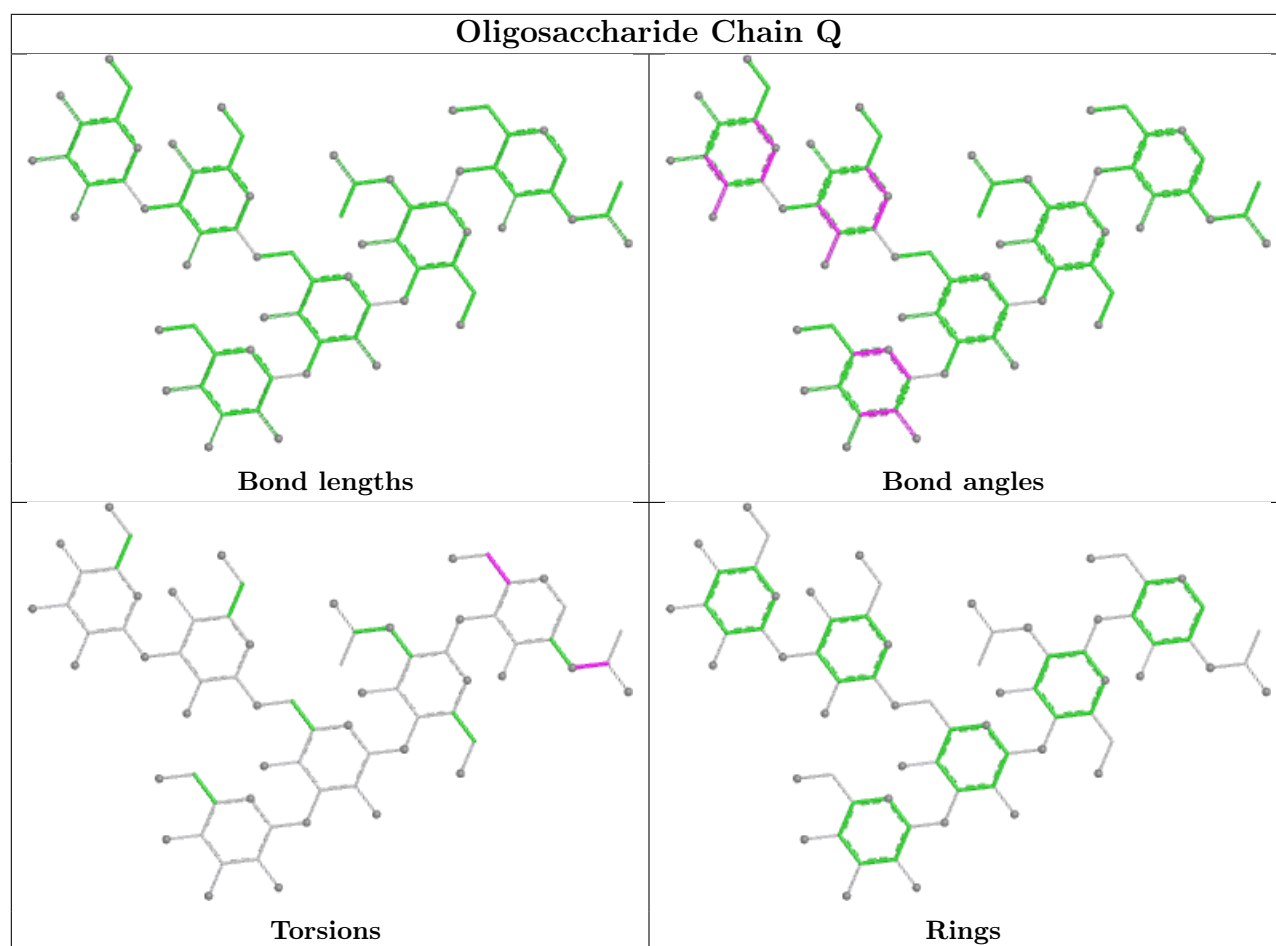 Oligosaccharide Chain Q
Bond lengths
Bond angles
Torsions
Rings